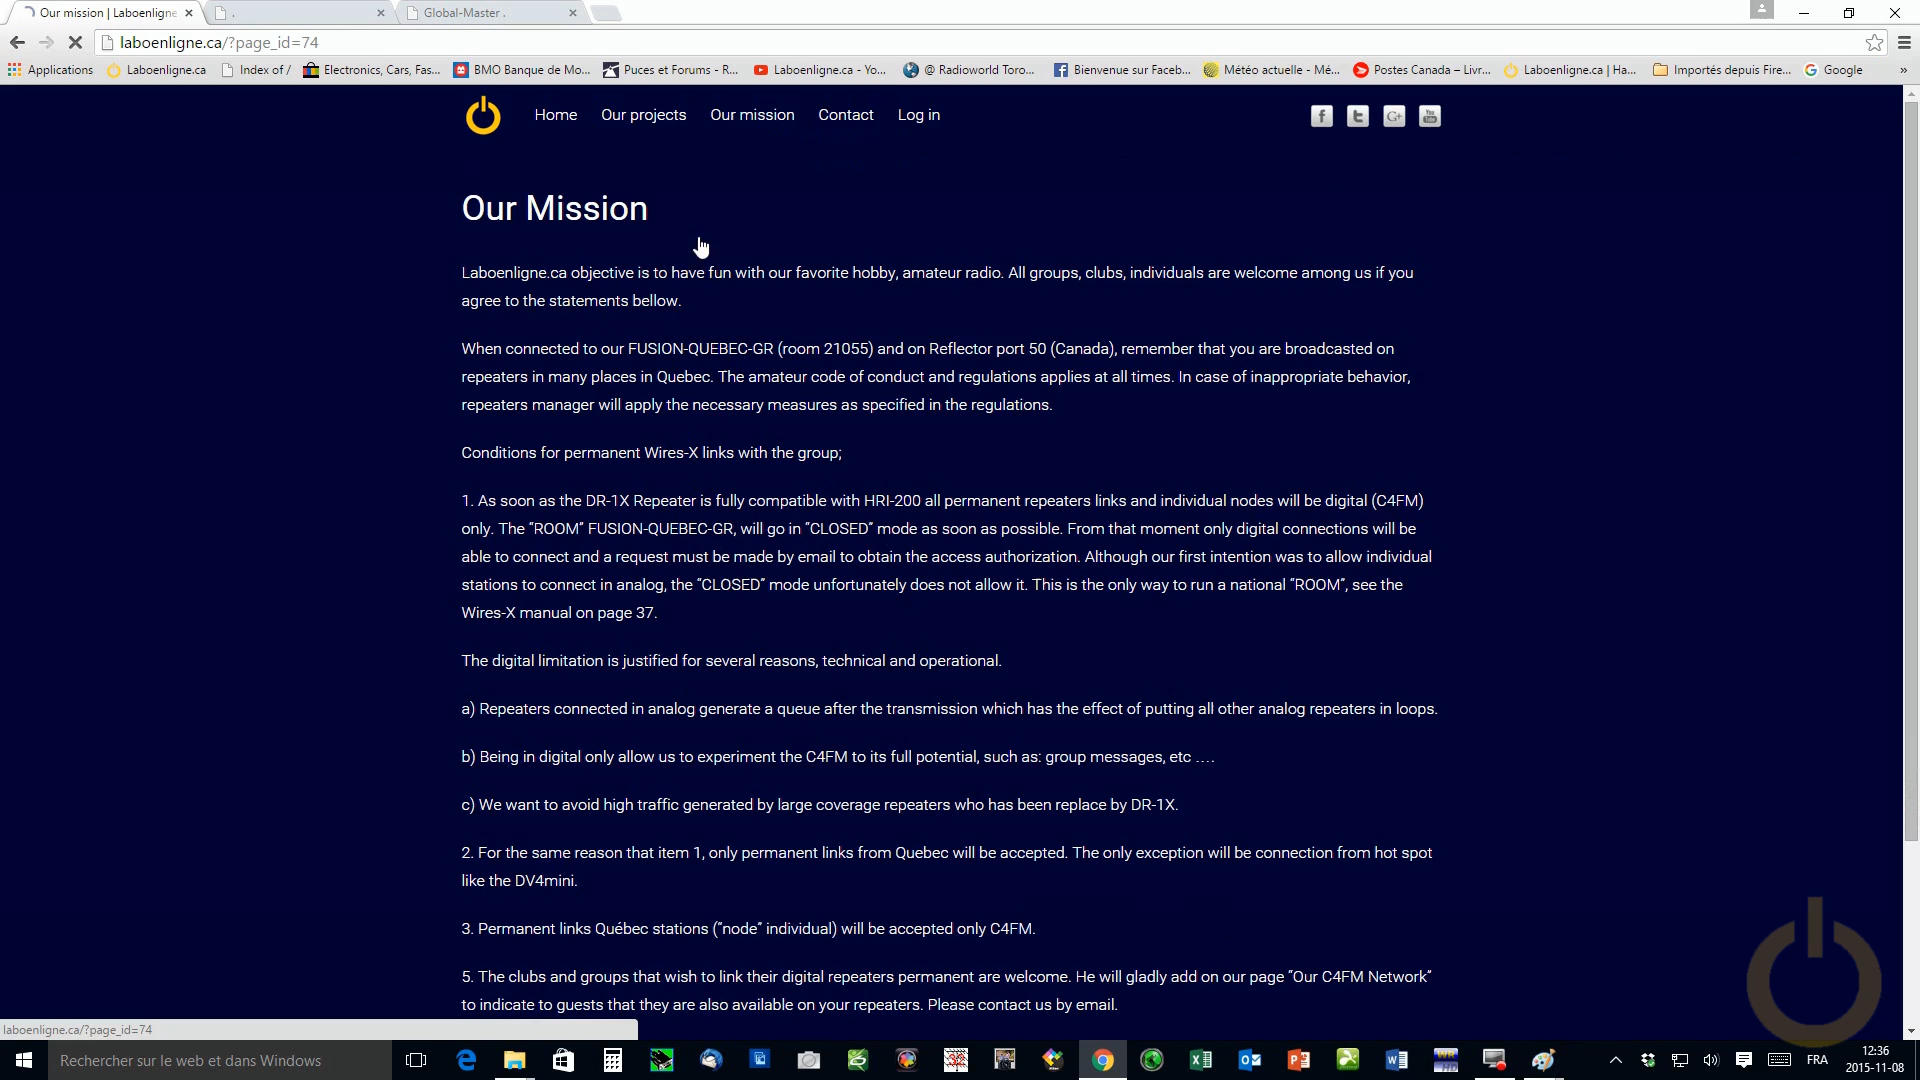 Our mission | Laboenligne
.
Global-Master .
laboenligne.ca/?page_id=74
Applications
Laboenligne.ca
Index of /
Electronics, Cars, Fas...
BMO Banque de Mo...
Puces et Forums - R...
Laboenligne.ca - Yo...
@ Radioworld Toro...
Bienvenue sur Faceb...
Météo actuelle - Mé...
Postes Canada – Livr...
Laboenligne.ca | Ha...
Importés depuis Fire...
Google
»
Home
Our projects
Our mission
Contact
Log in
Our Mission
Laboenligne.ca objective is to have fun with our favorite hobby, amateur radio. All groups, clubs, individuals are welcome among us if you
agree to the statements bellow.
When connected to our FUSION-QUEBEC-GR (room 21055) and on Reflector port 50 (Canada), remember that you are broadcasted on
repeaters in many places in Quebec. The amateur code of conduct and regulations applies at all times. In case of inappropriate behavior,
repeaters manager will apply the necessary measures as specified in the regulations.
Conditions for permanent Wires-X links with the group;
1. As soon as the DR-1X Repeater is fully compatible with HRI-200 all permanent repeaters links and individual nodes will be digital (C4FM)
only. The “ROOM” FUSION-QUEBEC-GR, will go in “CLOSED” mode as soon as possible. From that moment only digital connections will be
able to connect and a request must be made by email to obtain the access authorization. Although our first intention was to allow individual
stations to connect in analog, the “CLOSED” mode unfortunately does not allow it. This is the only way to run a national “ROOM”, see the
Wires-X manual on page 37.
The digital limitation is justified for several reasons, technical and operational.
a) Repeaters connected in analog generate a queue after the transmission which has the effect of putting all other analog repeaters in loops.
b) Being in digital only allow us to experiment the C4FM to its full potential, such as: group messages, etc ….
c) We want to avoid high traffic generated by large coverage repeaters who has been replace by DR-1X.
2. For the same reason that item 1, only permanent links from Quebec will be accepted. The only exception will be connection from hot spot
like the DV4mini.
3. Permanent links Québec stations (“node” individual) will be accepted only C4FM.
5. The clubs and groups that wish to link their digital repeaters permanent are welcome. He will gladly add on our page “Our C4FM Network”
to indicate to guests that they are also available on your repeaters. Please contact us by email.
laboenligne.ca/?page_id=74
Rechercher sur le web et dans Windows
FRA
12:36
2015-11-08